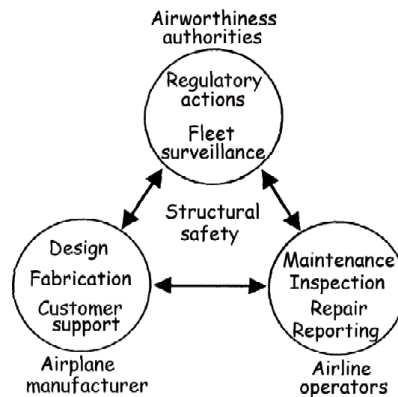 Airworthiness
authorities
Regulatory
actions
Fleet
surveillance
Structural
safety
Design
Fabrication
Customer
support
Airplane
manufacturer
Maintenance
Inspection
Repair
Reporting
Airline
operators